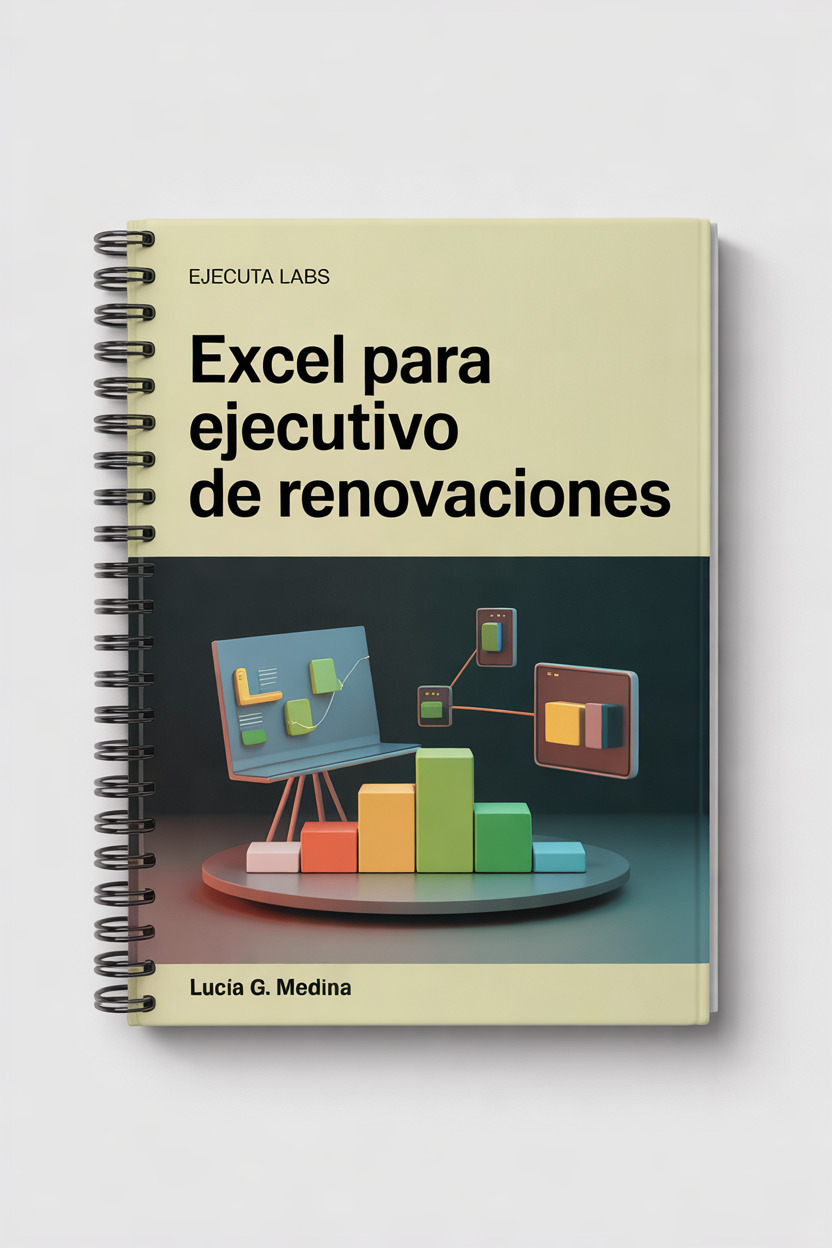 EJECUTA LABS
Excel para
ejecutivo
de renovaciones
Lucia G. Medina